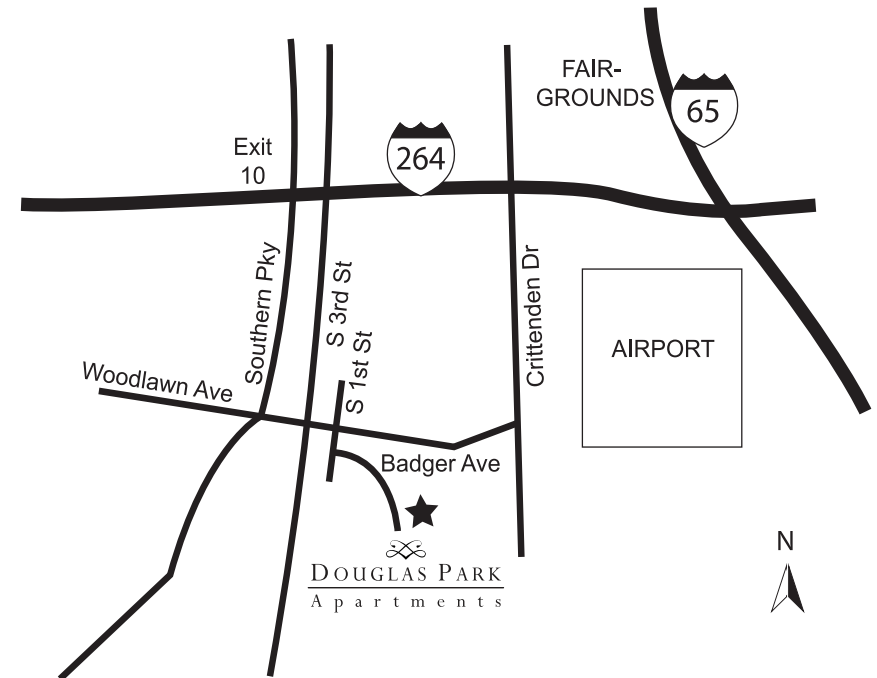 FAIR-
GROUNDS
65
264
Exit
10
Southern Pky
S 3rd St
S 1st St
Crittenden Dr
AIRPORT
Woodlawn Ave
Badger Ave
DOUGLAS PARK
Apartments
N